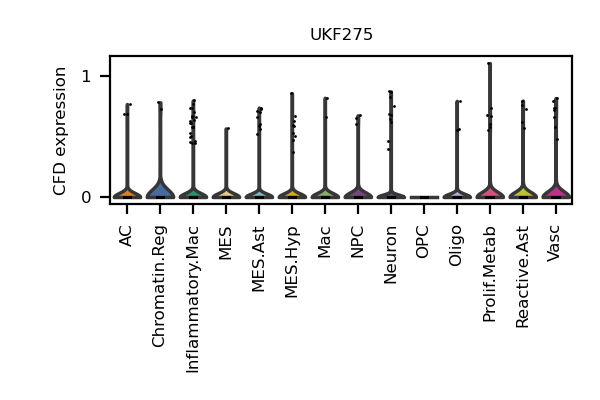 UKF275
CFD expression
1
0
AC
Chromatin.Reg
Inflammatory.Mac
MES
MES.Ast
MES.Hyp
Mac
NPC
Neuron
OPC
Oligo
Prolif.Metab
Reactive.Ast
Vasc